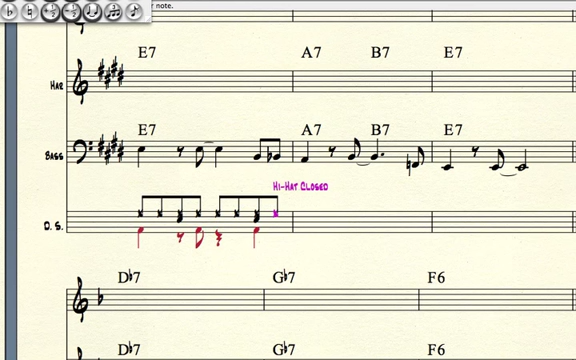 r note.
E7 A7 B7 E7
HAR
E7 A7 B7 E7
BASS
HI-HAT CLOSED
D. S.
D♭7 G♭7 F6
D♭7 G♭7 F6